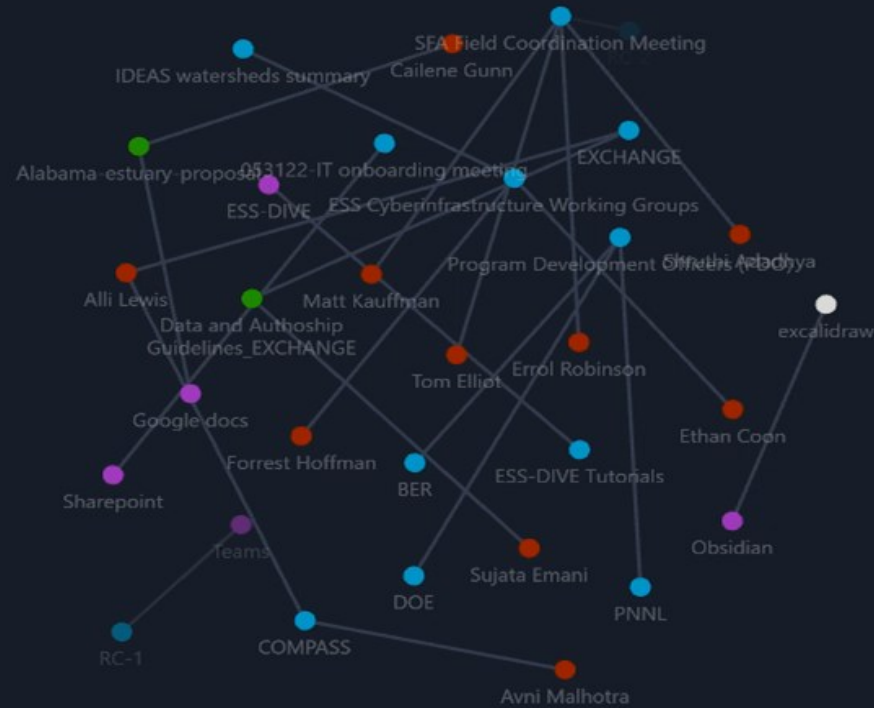 SFA Field Coordination Meeting
RC-2
IDEAS watersheds summary
Cailene Gunn
EXCHANGE
Alabama-estuary-proposal
053122-IT onboarding meeting
ESS-DIVE
ESS Cyberinfrastructure Working Groups
Program Development Officers (PDO)
Alli Lewis
Matt Kauffman
excalidraw
Data and Authoship
Guidelines_EXCHANGE
Errol Robinson
Tom Elliot
Google docs
Ethan Coon
Forrest Hoffman
ESS-DIVE Tutorials
BER
Sharepoint
Obsidian
Teams
Sujata Emani
DOE
PNNL
COMPASS
RC-1
Avni Malhotra